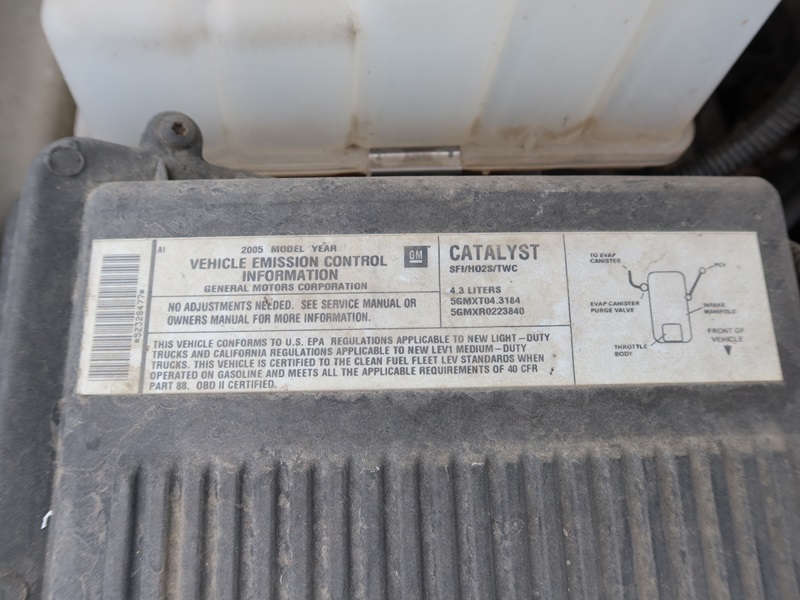 *SZ328477*
A1
2005 MODEL YEAR
VEHICLE EMISSION CONTROL
INFORMATION
GENERAL MOTORS CORPORATION
GM
NO ADJUSTMENTS NEEDED. SEE SERVICE MANUAL OR
OWNERS MANUAL FOR MORE INFORMATION.
CATALYST
SFI/HO2S/TWC
4.3 LITERS
5GMXT04.3184
5GMXR0223840
THIS VEHICLE CONFORMS TO U.S. EPA REGULATIONS APPLICABLE TO NEW LIGHT-DUTY
TRUCKS AND CALIFORNIA REGULATIONS APPLICABLE TO NEW LEV1 MEDIUM-DUTY
TRUCKS. THIS VEHICLE IS CERTIFIED TO THE CLEAN FUEL FLEET LEV STANDARDS WHEN
OPERATED ON GASOLINE AND MEETS ALL THE APPLICABLE REQUIREMENTS OF 40 CFR
PART 88. OBD II CERTIFIED.
TO EVAP
CANISTER
PCV
EVAP CANISTER
PURGE VALVE
INTAKE
MANIFOLD
THROTTLE
BODY
FRONT OF
VEHICLE